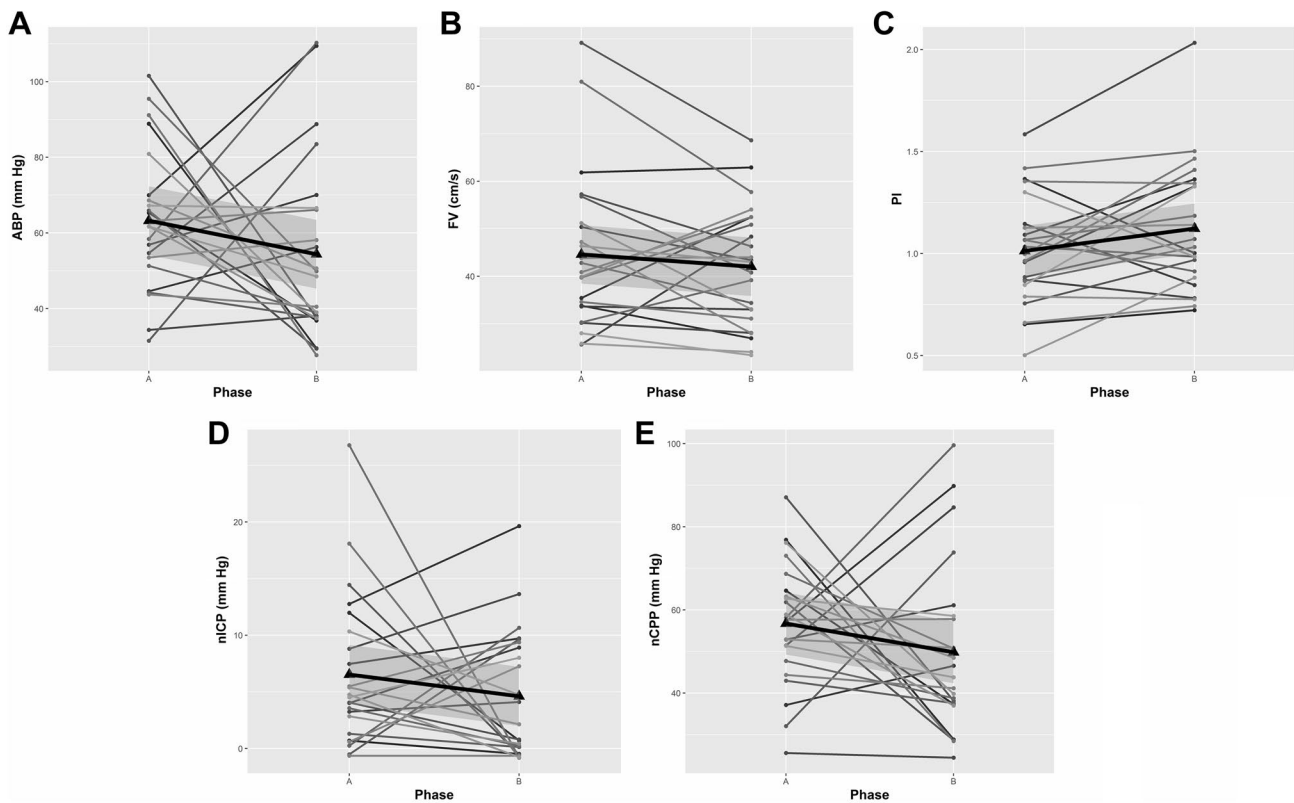 A
ABP (mm Hg)
100
80
60
40
A
B
Phase
B
FV (cm/s)
80
60
40
A
B
Phase
C
PI
2.0
1.5
1.0
0.5
A
B
Phase
D
nICP (mm Hg)
20
10
0
A
B
Phase
E
nCPP (mm Hg)
100
80
60
40
A
B
Phase